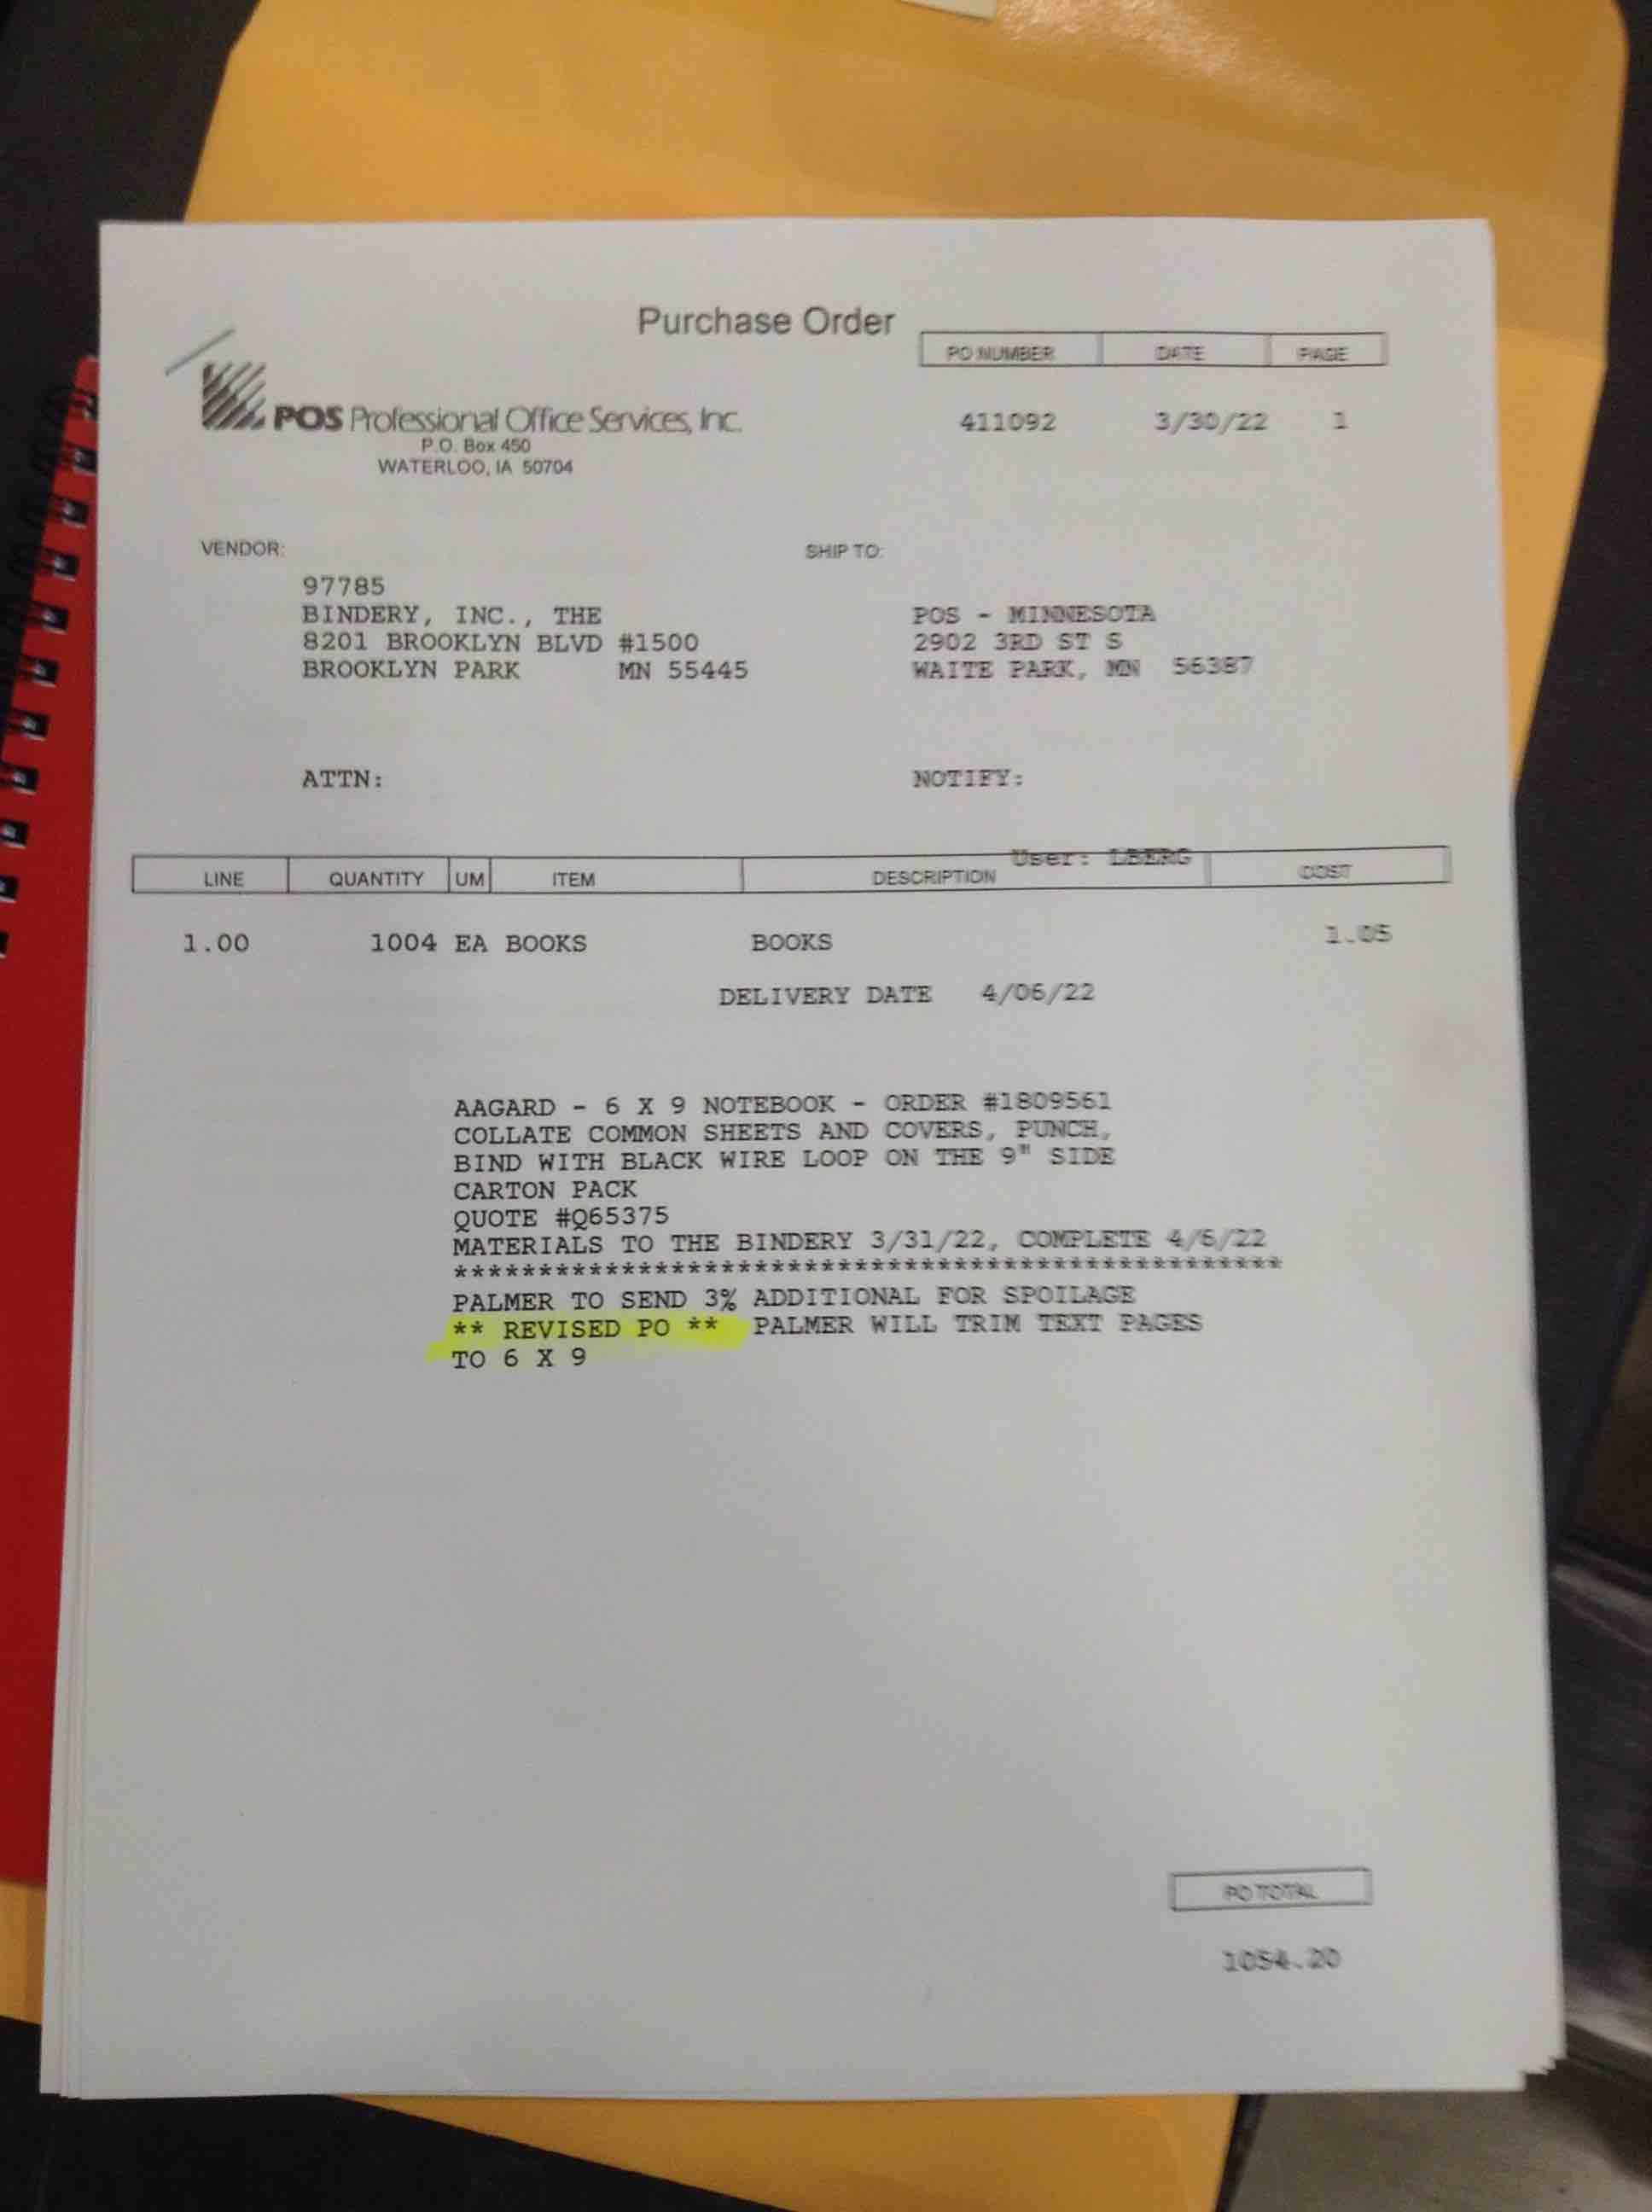 Purchase Order
PO NUMBER DATE PAGE
POS Professional Office Services, Inc.
411092 3/30/22 1
P.O. Box 450
WATERLOO, IA 50704
VENDOR: SHIP TO:
97785
BINDERY, INC., THE POS - MINNESOTA
8201 BROOKLYN BLVD #1500 2902 3RD ST S
BROOKLYN PARK MN 55445 WAITE PARK, MN 56387
ATTN: NOTIFY:
User: LBERG
LINE QUANTITY UM ITEM DESCRIPTION COST
1.00 1004 EA BOOKS BOOKS 1.05
DELIVERY DATE 4/06/22
AAGARD - 6 X 9 NOTEBOOK - ORDER #1809561
COLLATE COMMON SHEETS AND COVERS, PUNCH,
BIND WITH BLACK WIRE LOOP ON THE 9" SIDE
CARTON PACK
QUOTE #Q65375
MATERIALS TO THE BINDERY 3/31/22, COMPLETE
*************************************************
PALMER TO SEND 3% ADDITIONAL FOR SPOILAGE
** REVISED PO ** PALMER WILL TRIM TEXT PAGES
TO 6 X 9
PO TOTAL
1054.20